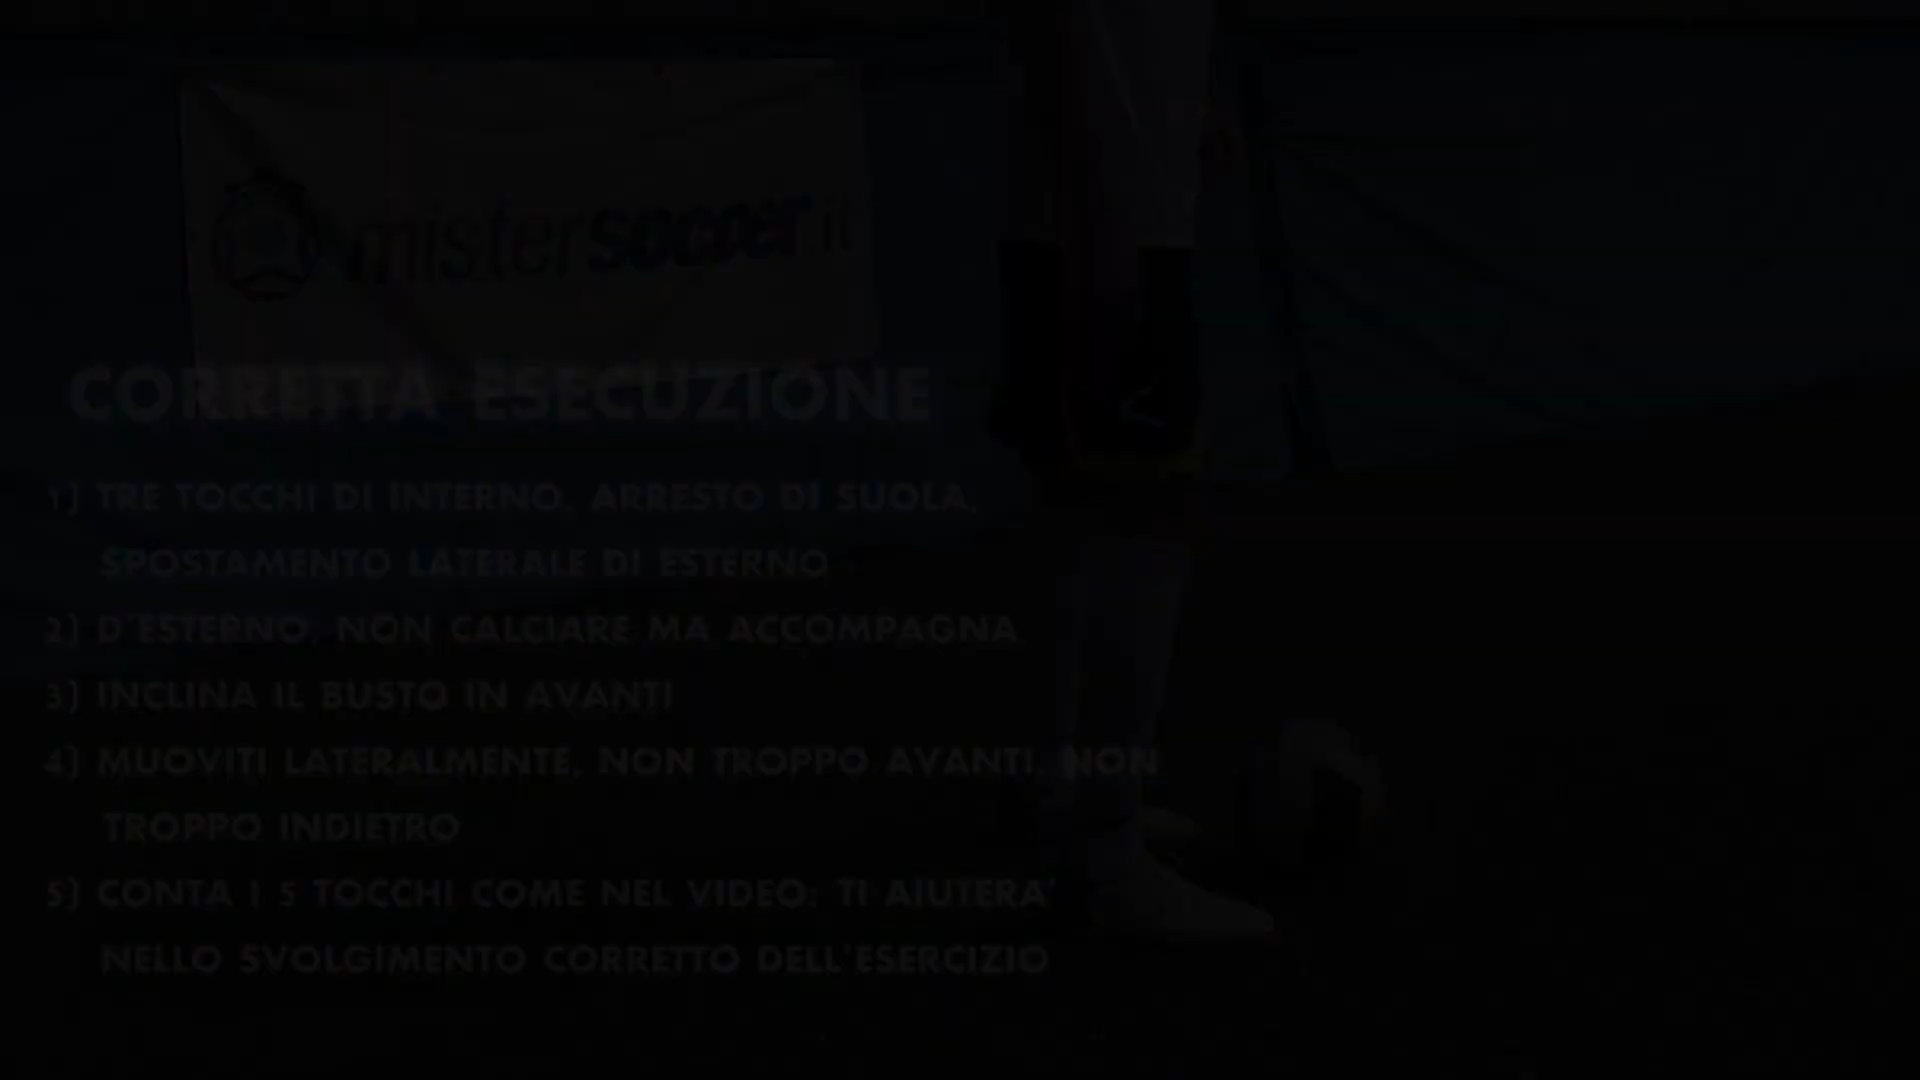 mistersoccer.it
CORRETTA ESECUZIONE
1) TRE TOCCHI DI INTERNO, ARRESTO DI SUOLA,
SPOSTAMENTO LATERALE DI ESTERNO
2) D'ESTERNO, NON CALCIARE MA ACCOMPAGNA
3) INCLINA IL BUSTO IN AVANTI
4) MUOVITI LATERALMENTE, NON TROPPO AVANTI, NON
TROPPO INDIETRO
5) CONTA I 5 TOCCHI COME NEL VIDEO: TI AIUTERA'
NELLO SVOLGIMENTO CORRETTO DELL'ESERCIZIO